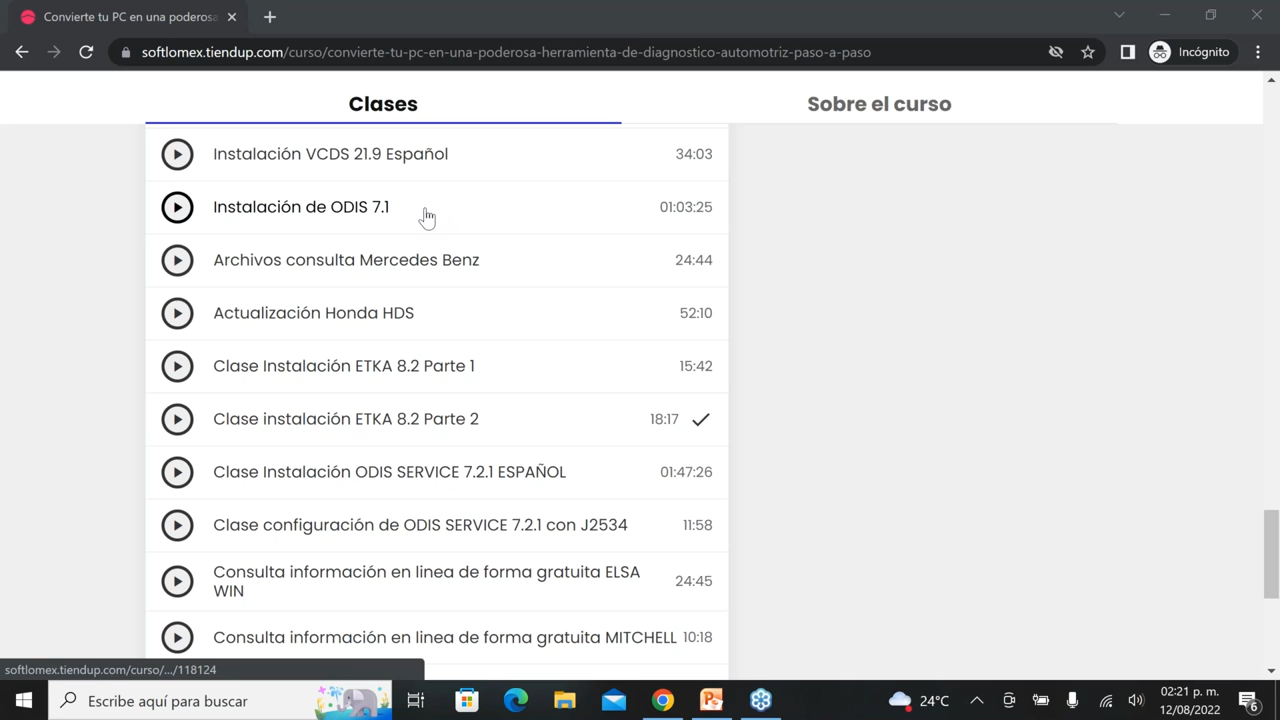 Convierte tu PC en una poderosa
softlomex.tiendup.com/curso/convierte-tu-pc-en-una-poderosa-herramienta-de-diagnostico-automotriz-paso-a-paso
Incógnito
Clases
Sobre el curso
Instalación VCDS 21.9 Español 34:03
Instalación de ODIS 7.1 01:03:25
Archivos consulta Mercedes Benz 24:44
Actualización Honda HDS 52:10
Clase Instalación ETKA 8.2 Parte 1 15:42
Clase instalación ETKA 8.2 Parte 2 18:17
Clase Instalación ODIS SERVICE 7.2.1 ESPAÑOL 01:47:26
Clase configuración de ODIS SERVICE 7.2.1 con J2534 11:58
Consulta información en linea de forma gratuita ELSA
WIN 24:45
Consulta información en linea de forma gratuita MITCHELL 10:18
softlomex.tiendup.com/curso/.../118124
Escribe aquí para buscar
24°C
02:21 p. m.
12/08/2022
6